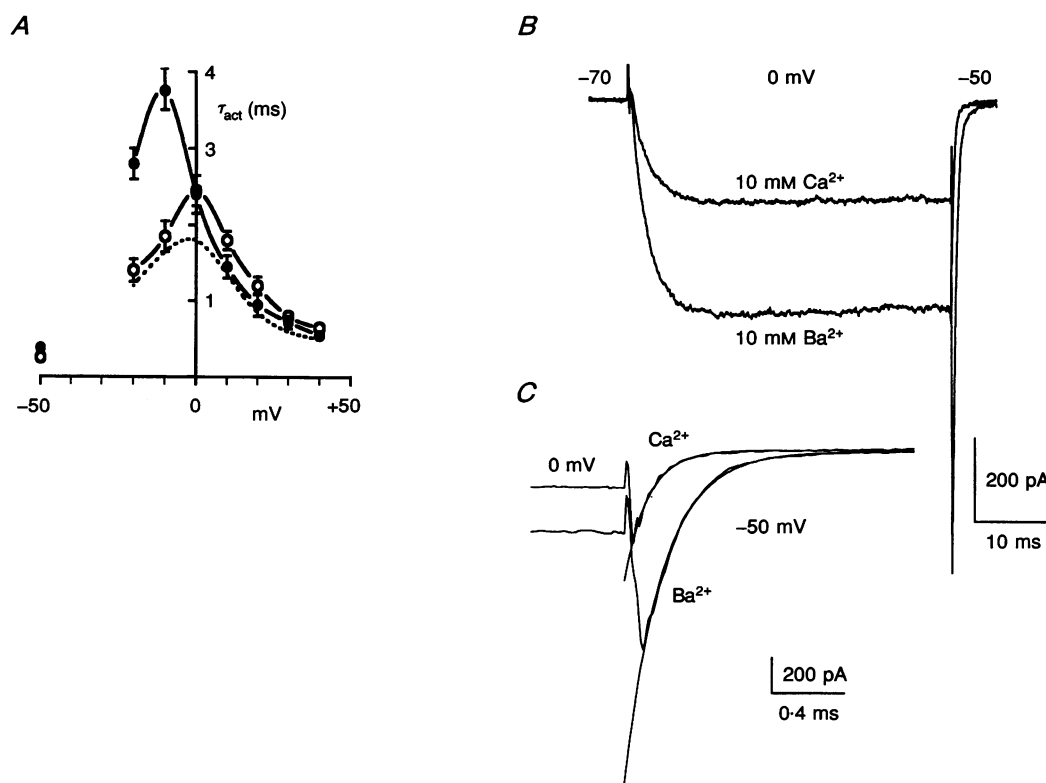 A
4
τact (ms)
3
1
−50
0
mV
+50
B
−70
0 mV
−50
10 mM Ca2+
10 mM Ba2+
200 pA
10 ms
C
Ca2+
0 mV
−50 mV
Ba2+
200 pA
0·4 ms